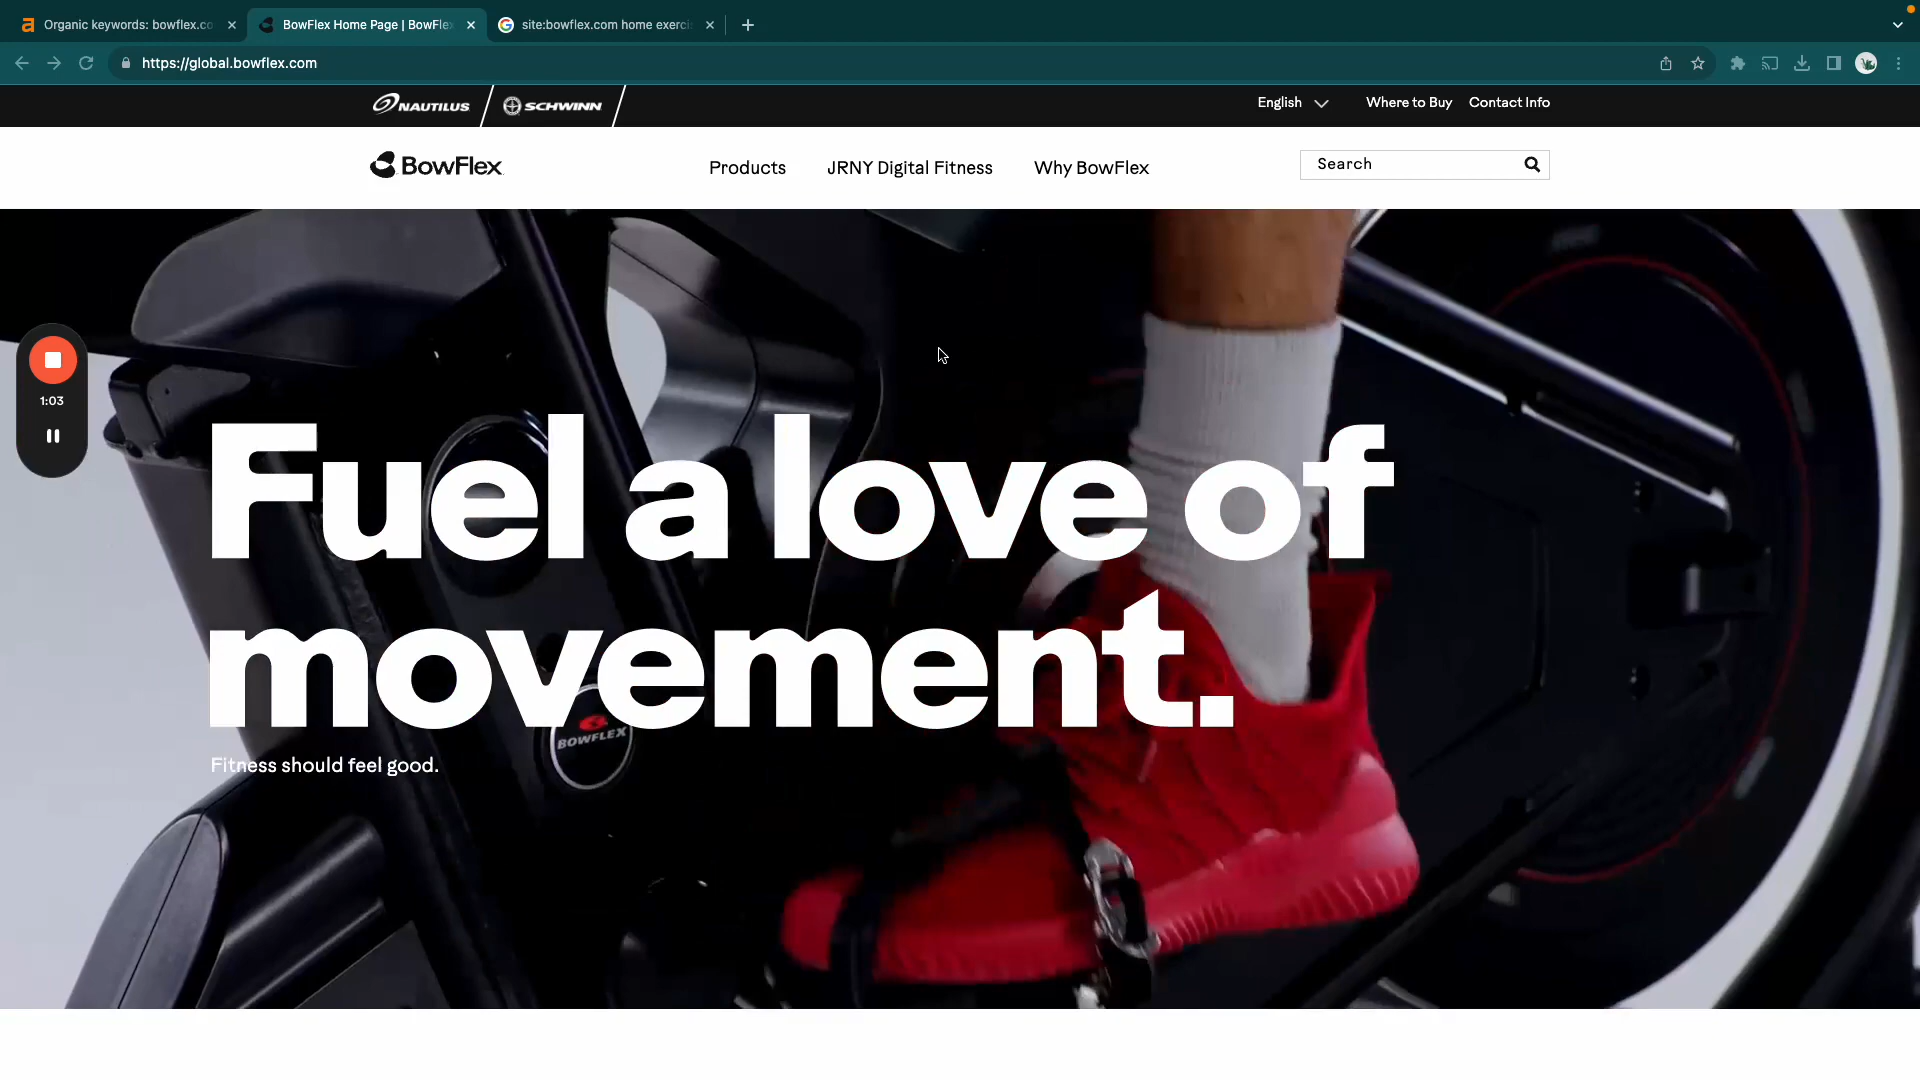 Organic keywords: bowflex.co
BowFlex Home Page | BowFlex
site:bowflex.com home exerci
https://global.bowflex.com
NAUTILUS
SCHWINN
English
Where to Buy
Contact Info
BowFlex
Products
JRNY Digital Fitness
Why BowFlex
Search
1:03
Fuel a love of
movement.
BOWFLEX
Fitness should feel good.